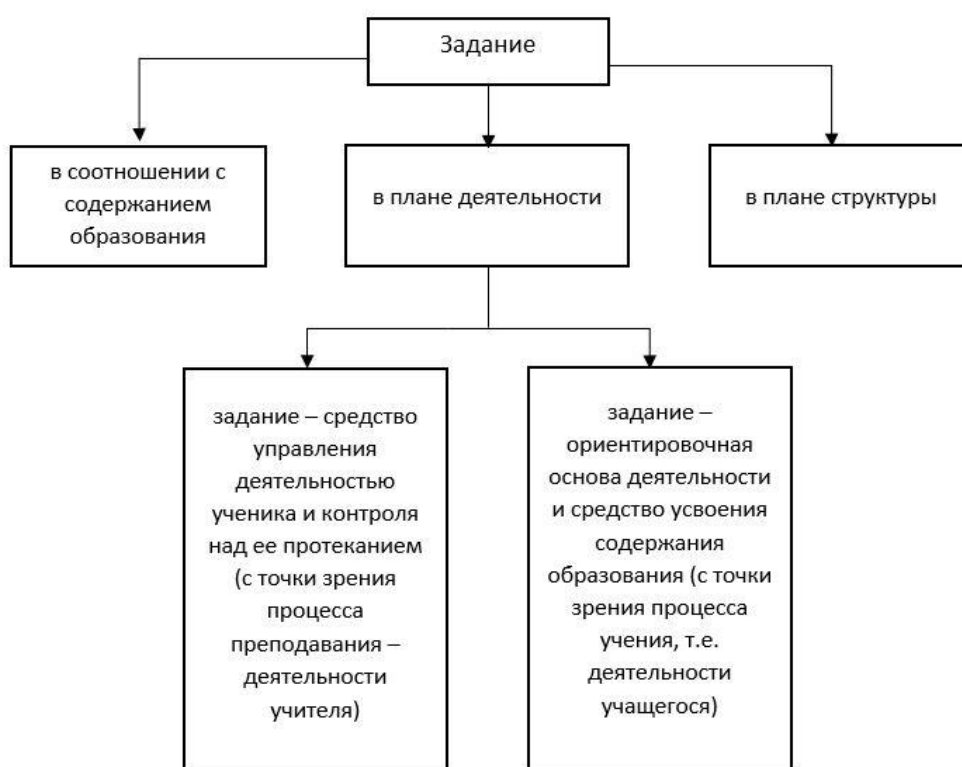 Задание
в соотношении с
содержанием
образования
в плане деятельности
в плане структуры
задание – средство
управления
деятельностью
ученика и контроля
над ее протеканием
(с точки зрения
процесса
преподавания –
деятельности
учителя)
задание –
ориентировочная
основа деятельности
и средство усвоения
содержания
образования (с точки
зрения процесса
учения, т.е.
деятельности
учащегося)